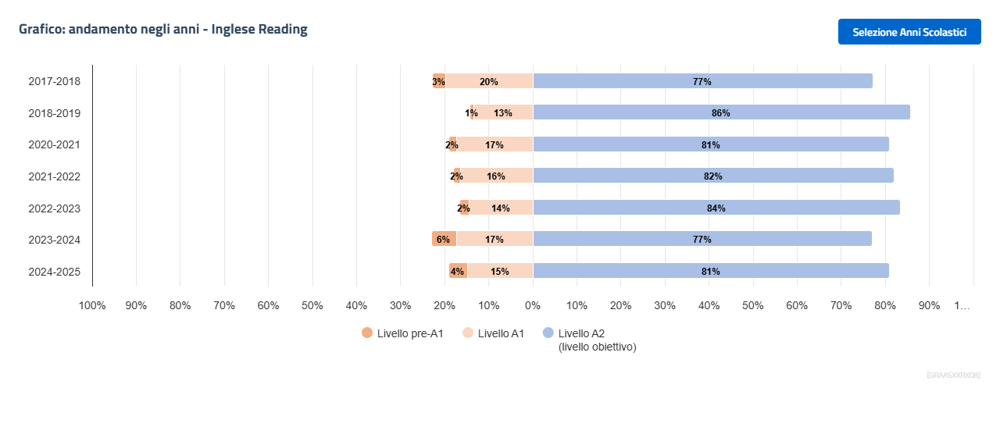 Grafico: andamento negli anni - Inglese Reading
Selezione Anni Scolastici
2017-2018 3% 20% 77%
2018-2019 1% 13% 86%
2020-2021 2% 17% 81%
2021-2022 2% 16% 82%
2022-2023 2% 14% 84%
2023-2024 6% 17% 77%
2024-2025 4% 15% 81%
100% 90% 80% 70% 60% 50% 40% 30% 20% 10% 0% 10% 20% 30% 40% 50% 60% 70% 80% 90% 1...
Livello pre-A1 Livello A1 Livello A2
(livello obiettivo)
[GRAASXXRX08]